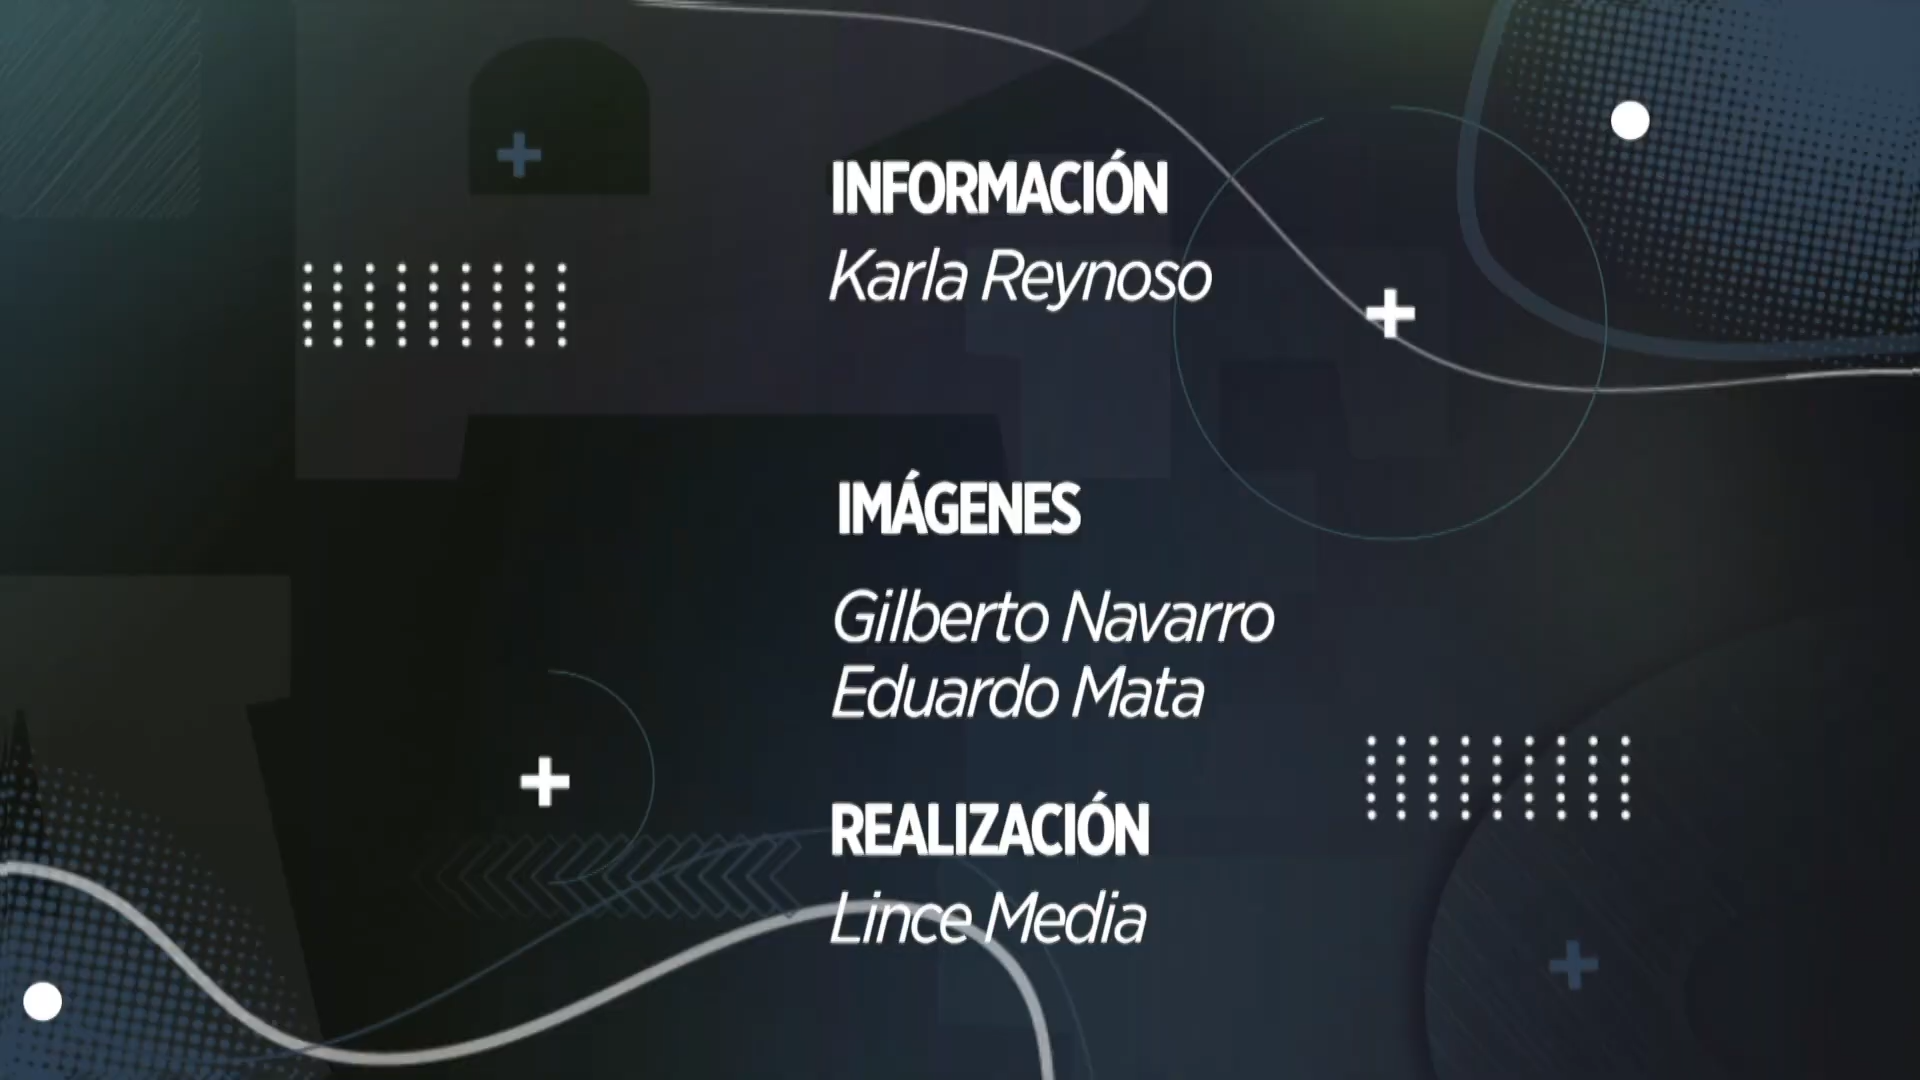 INFORMACIÓN
Karla Reynoso
IMÁGENES
Gilberto Navarro
Eduardo Mata
REALIZACIÓN
Lince Media